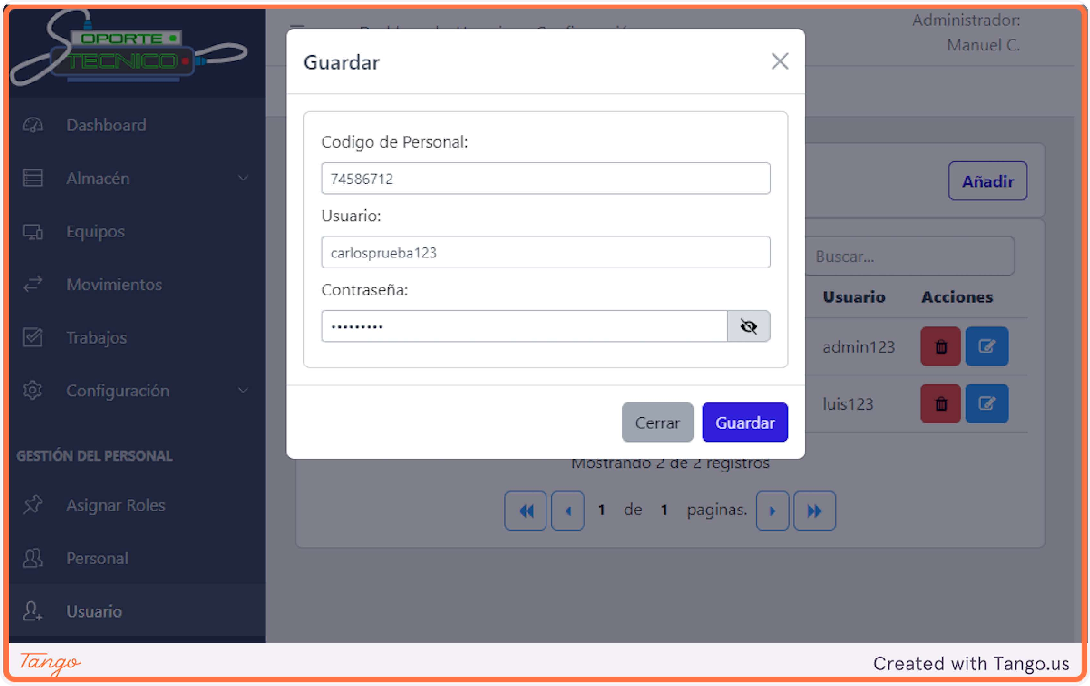 OPORTE
TECNICO
Administrador:
Manuel C.
Dashboard
Almacén
Equipos
Movimientos
Trabajos
Configuración
GESTIÓN DEL PERSONAL
Asignar Roles
Personal
Usuario
Guardar
Codigo de Personal:
74586712
Usuario:
carlosprueba123
Contraseña:
•••••••••
Cerrar
Guardar
Añadir
Buscar...
Usuario Acciones
admin123
luis123
Mostrando 2 de 2 registros
1 de 1 paginas.
Tango
Created with Tango.us